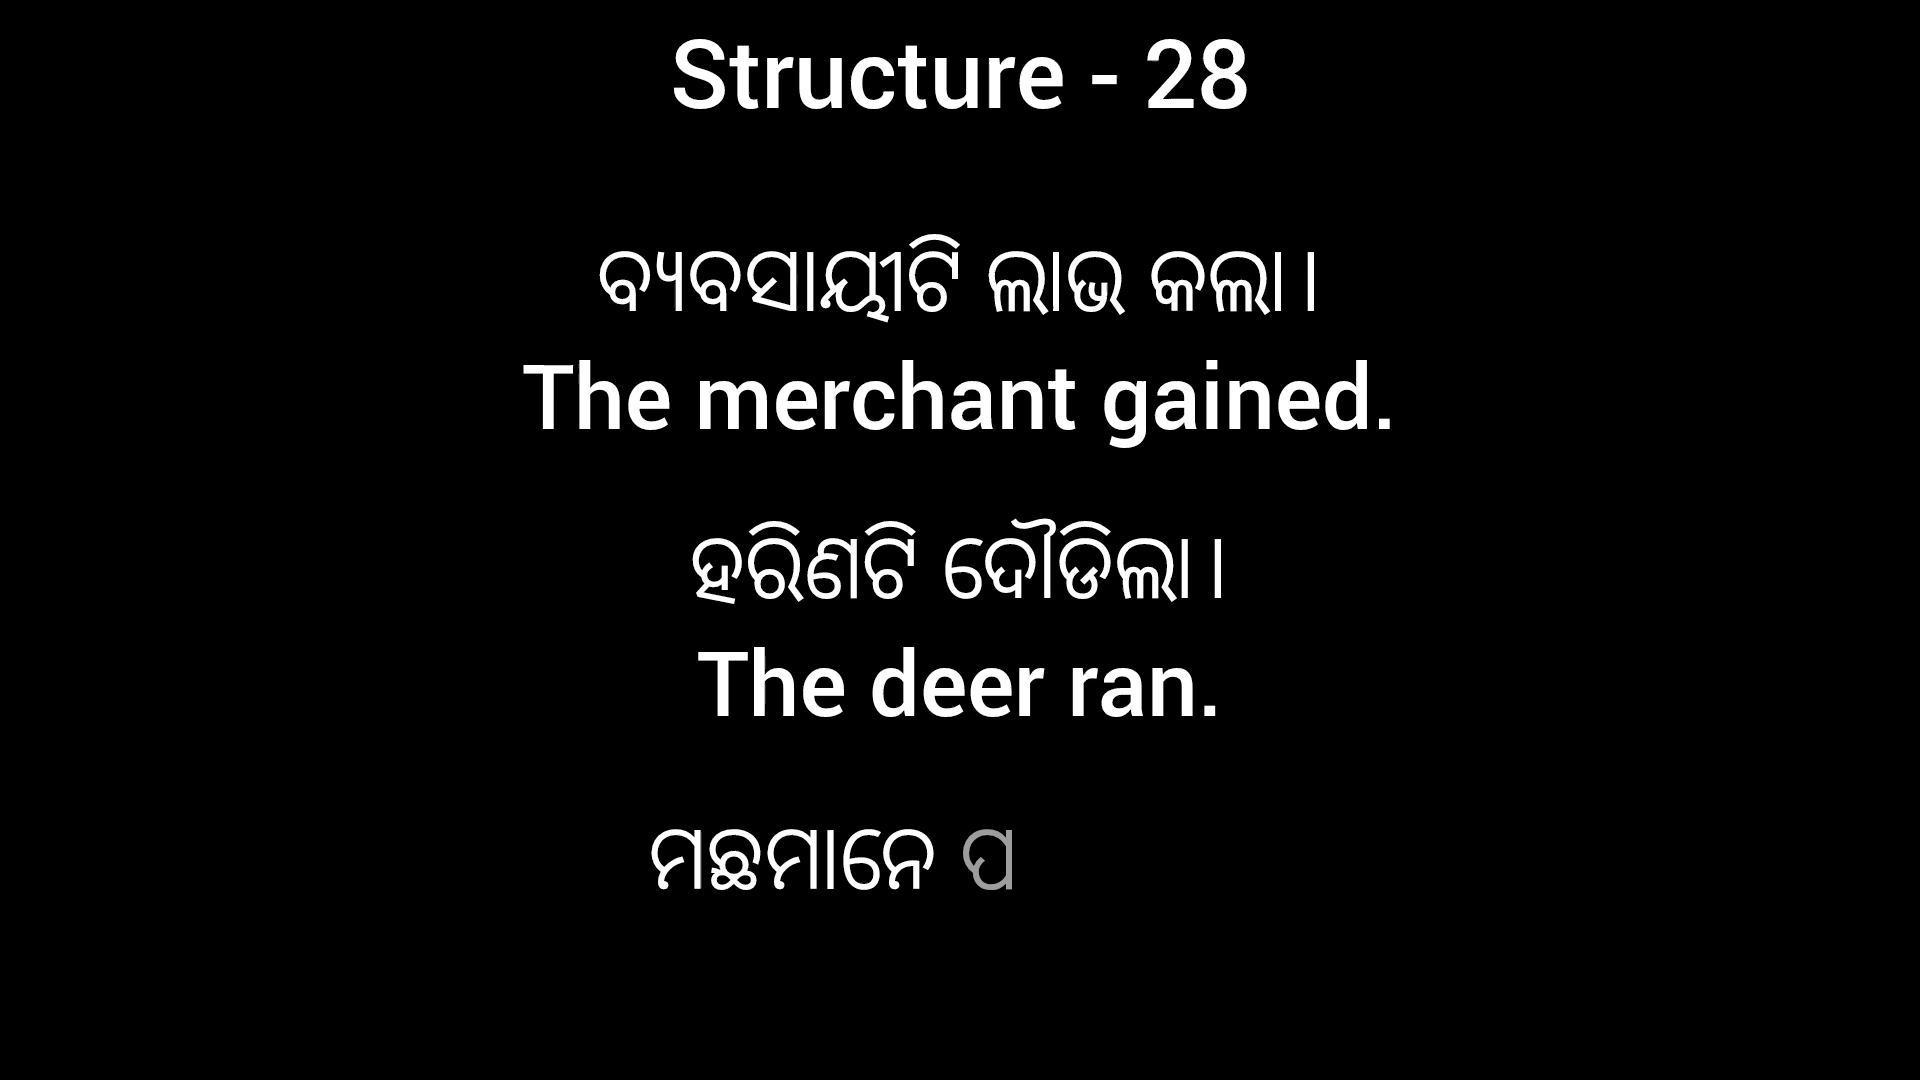 Structure - 28
ବ୍ୟବସାୟୀଟି ଲାଭ କଲା।
The merchant gained.
ହରିଣଟି ଦୌଡିଲା।
The deer ran.
ମଛମାନେ ପ